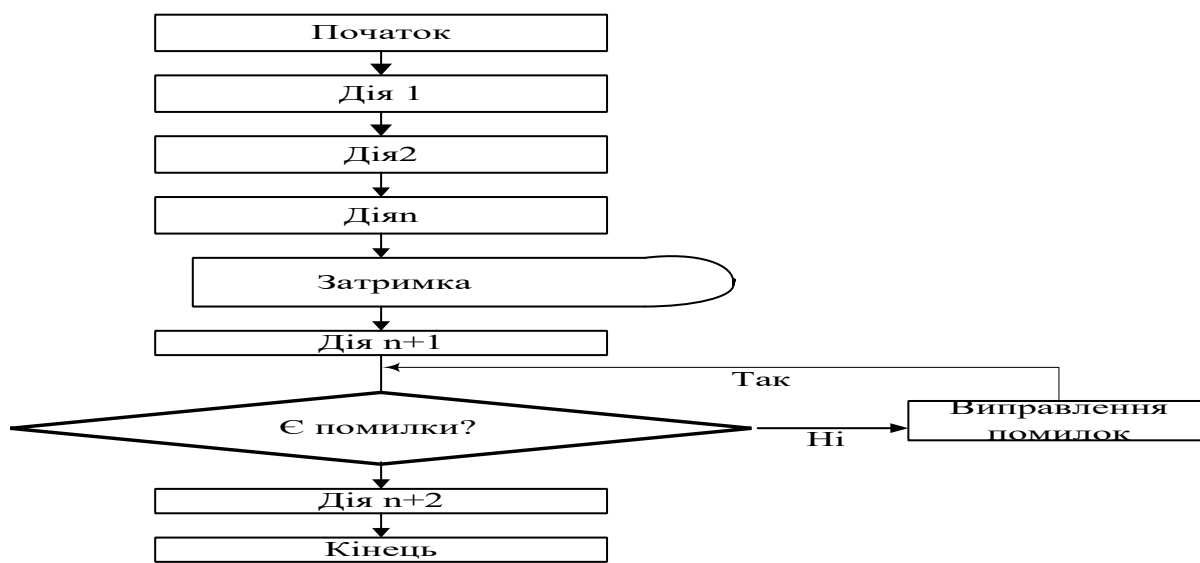 Початок
Дія 1
Дія2
Діяn
Затримка
Дія n+1
Так
Є помилки?
Ні
Виправлення
помилок
Дія n+2
Кінець